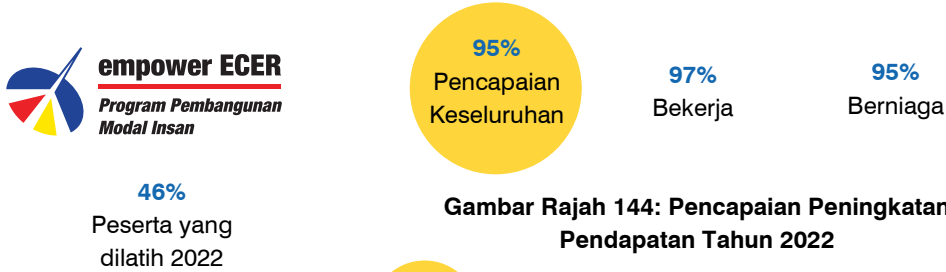 empower ECER
Program Pembangunan
Modal Insan
46%
Peserta yang
dilatih 2022
95%
Pencapaian
Keseluruhan
97%
Bekerja
95%
Berniaga
Gambar Rajah 144: Pencapaian Peningkatan
Pendapatan Tahun 2022